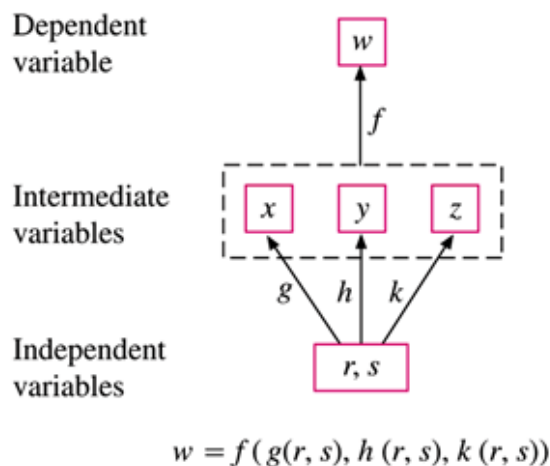 Dependent
variable
w
f
Intermediate
variables
x y z
g h k
Independent
variables
r, s
w = f ( g(r, s), h (r, s), k (r, s))